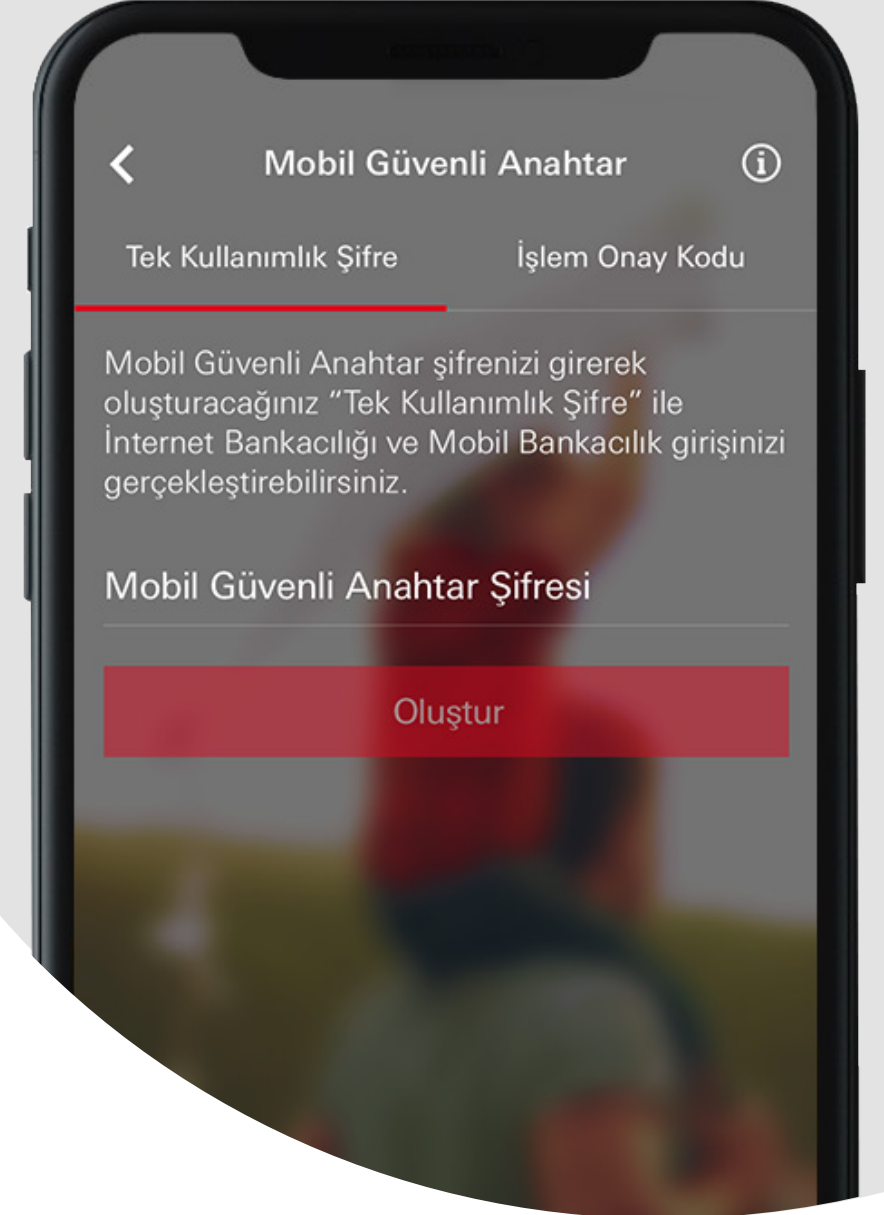 Mobil Güvenli Anahtar
Tek Kullanımlık Şifre
İşlem Onay Kodu
Mobil Güvenli Anahtar şifrenizi girerek
oluşturacağınız “Tek Kullanımlık Şifre” ile
İnternet Bankacılığı ve Mobil Bankacılık girişinizi
gerçekleştirebilirsiniz.
Mobil Güvenli Anahtar Şifresi
Oluştur